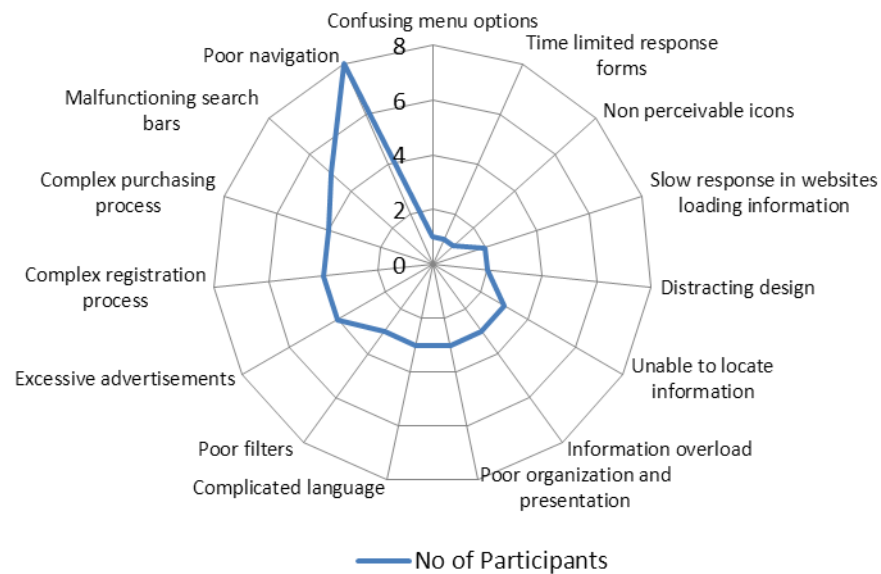 Confusing menu options
Time limited response
forms
Non perceivable icons
Slow response in websites
loading information
Distracting design
Unable to locate
information
Information overload
Poor organization and
presentation
Complicated language
Poor filters
Excessive advertisements
Complex registration
process
Complex purchasing
process
Malfunctioning search
bars
Poor navigation
8
6
4
2
0
No of Participants